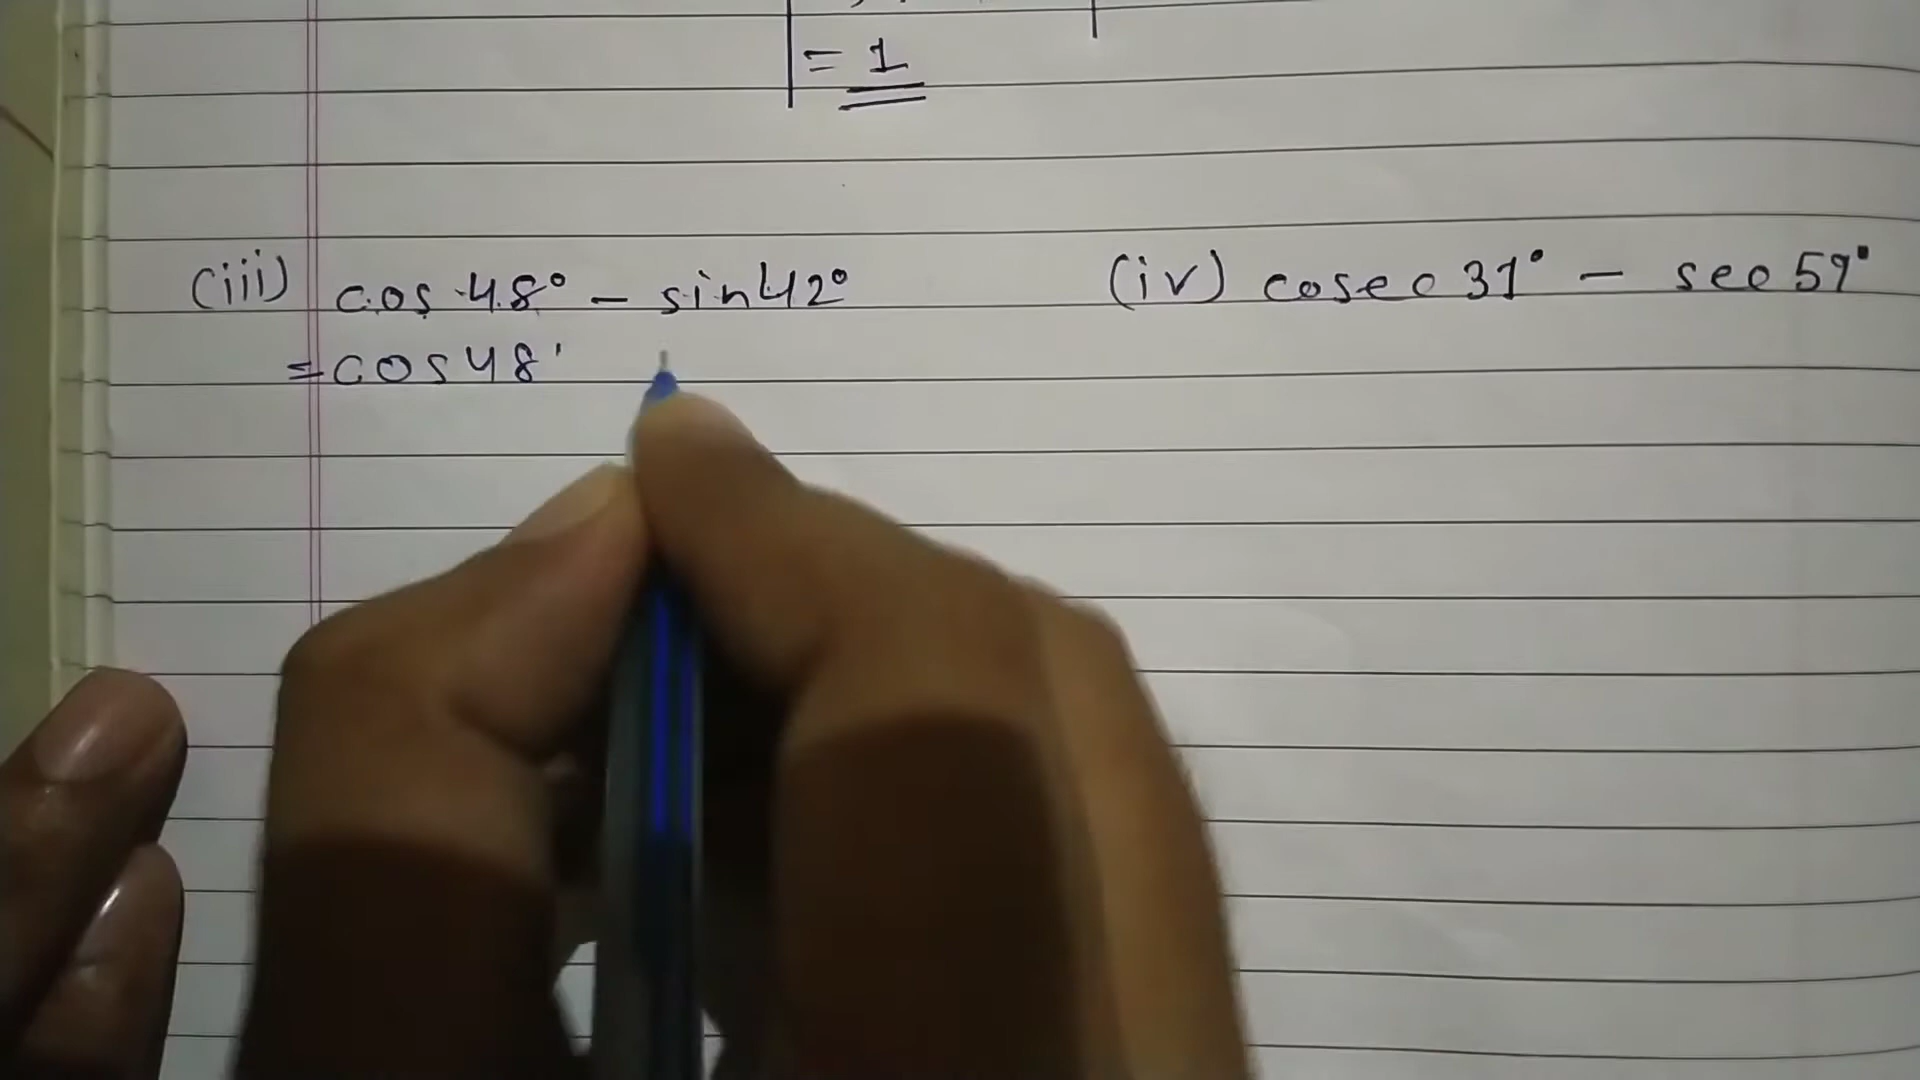 = 1
(iii) cos 48° - sin 42°
(iv) cosec 31° - sec 59°
= cos 48'